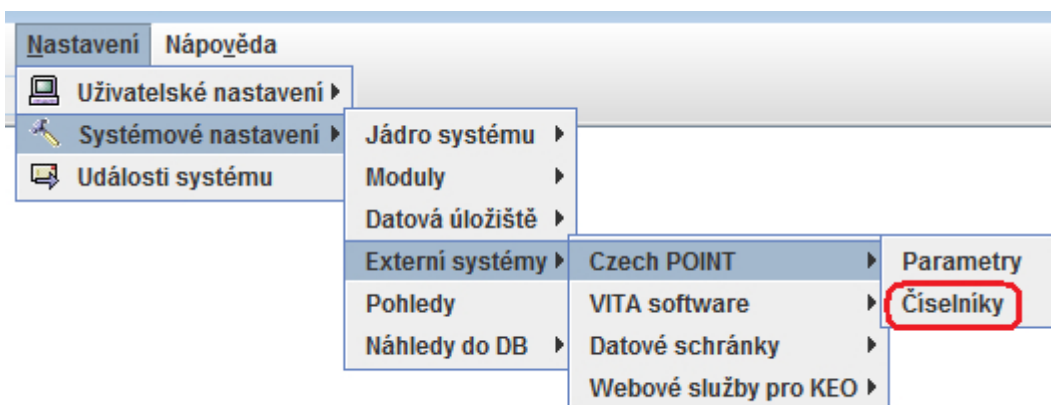 Nastavení Nápověda
Uživatelské nastavení
Systémové nastavení
Události systému
Jádro systému
Moduly
Datová úložiště
Externí systémy
Pohledy
Náhledy do DB
Czech POINT
VITA software
Datové schránky
Webové služby pro KEO
Parametry
Číselníky